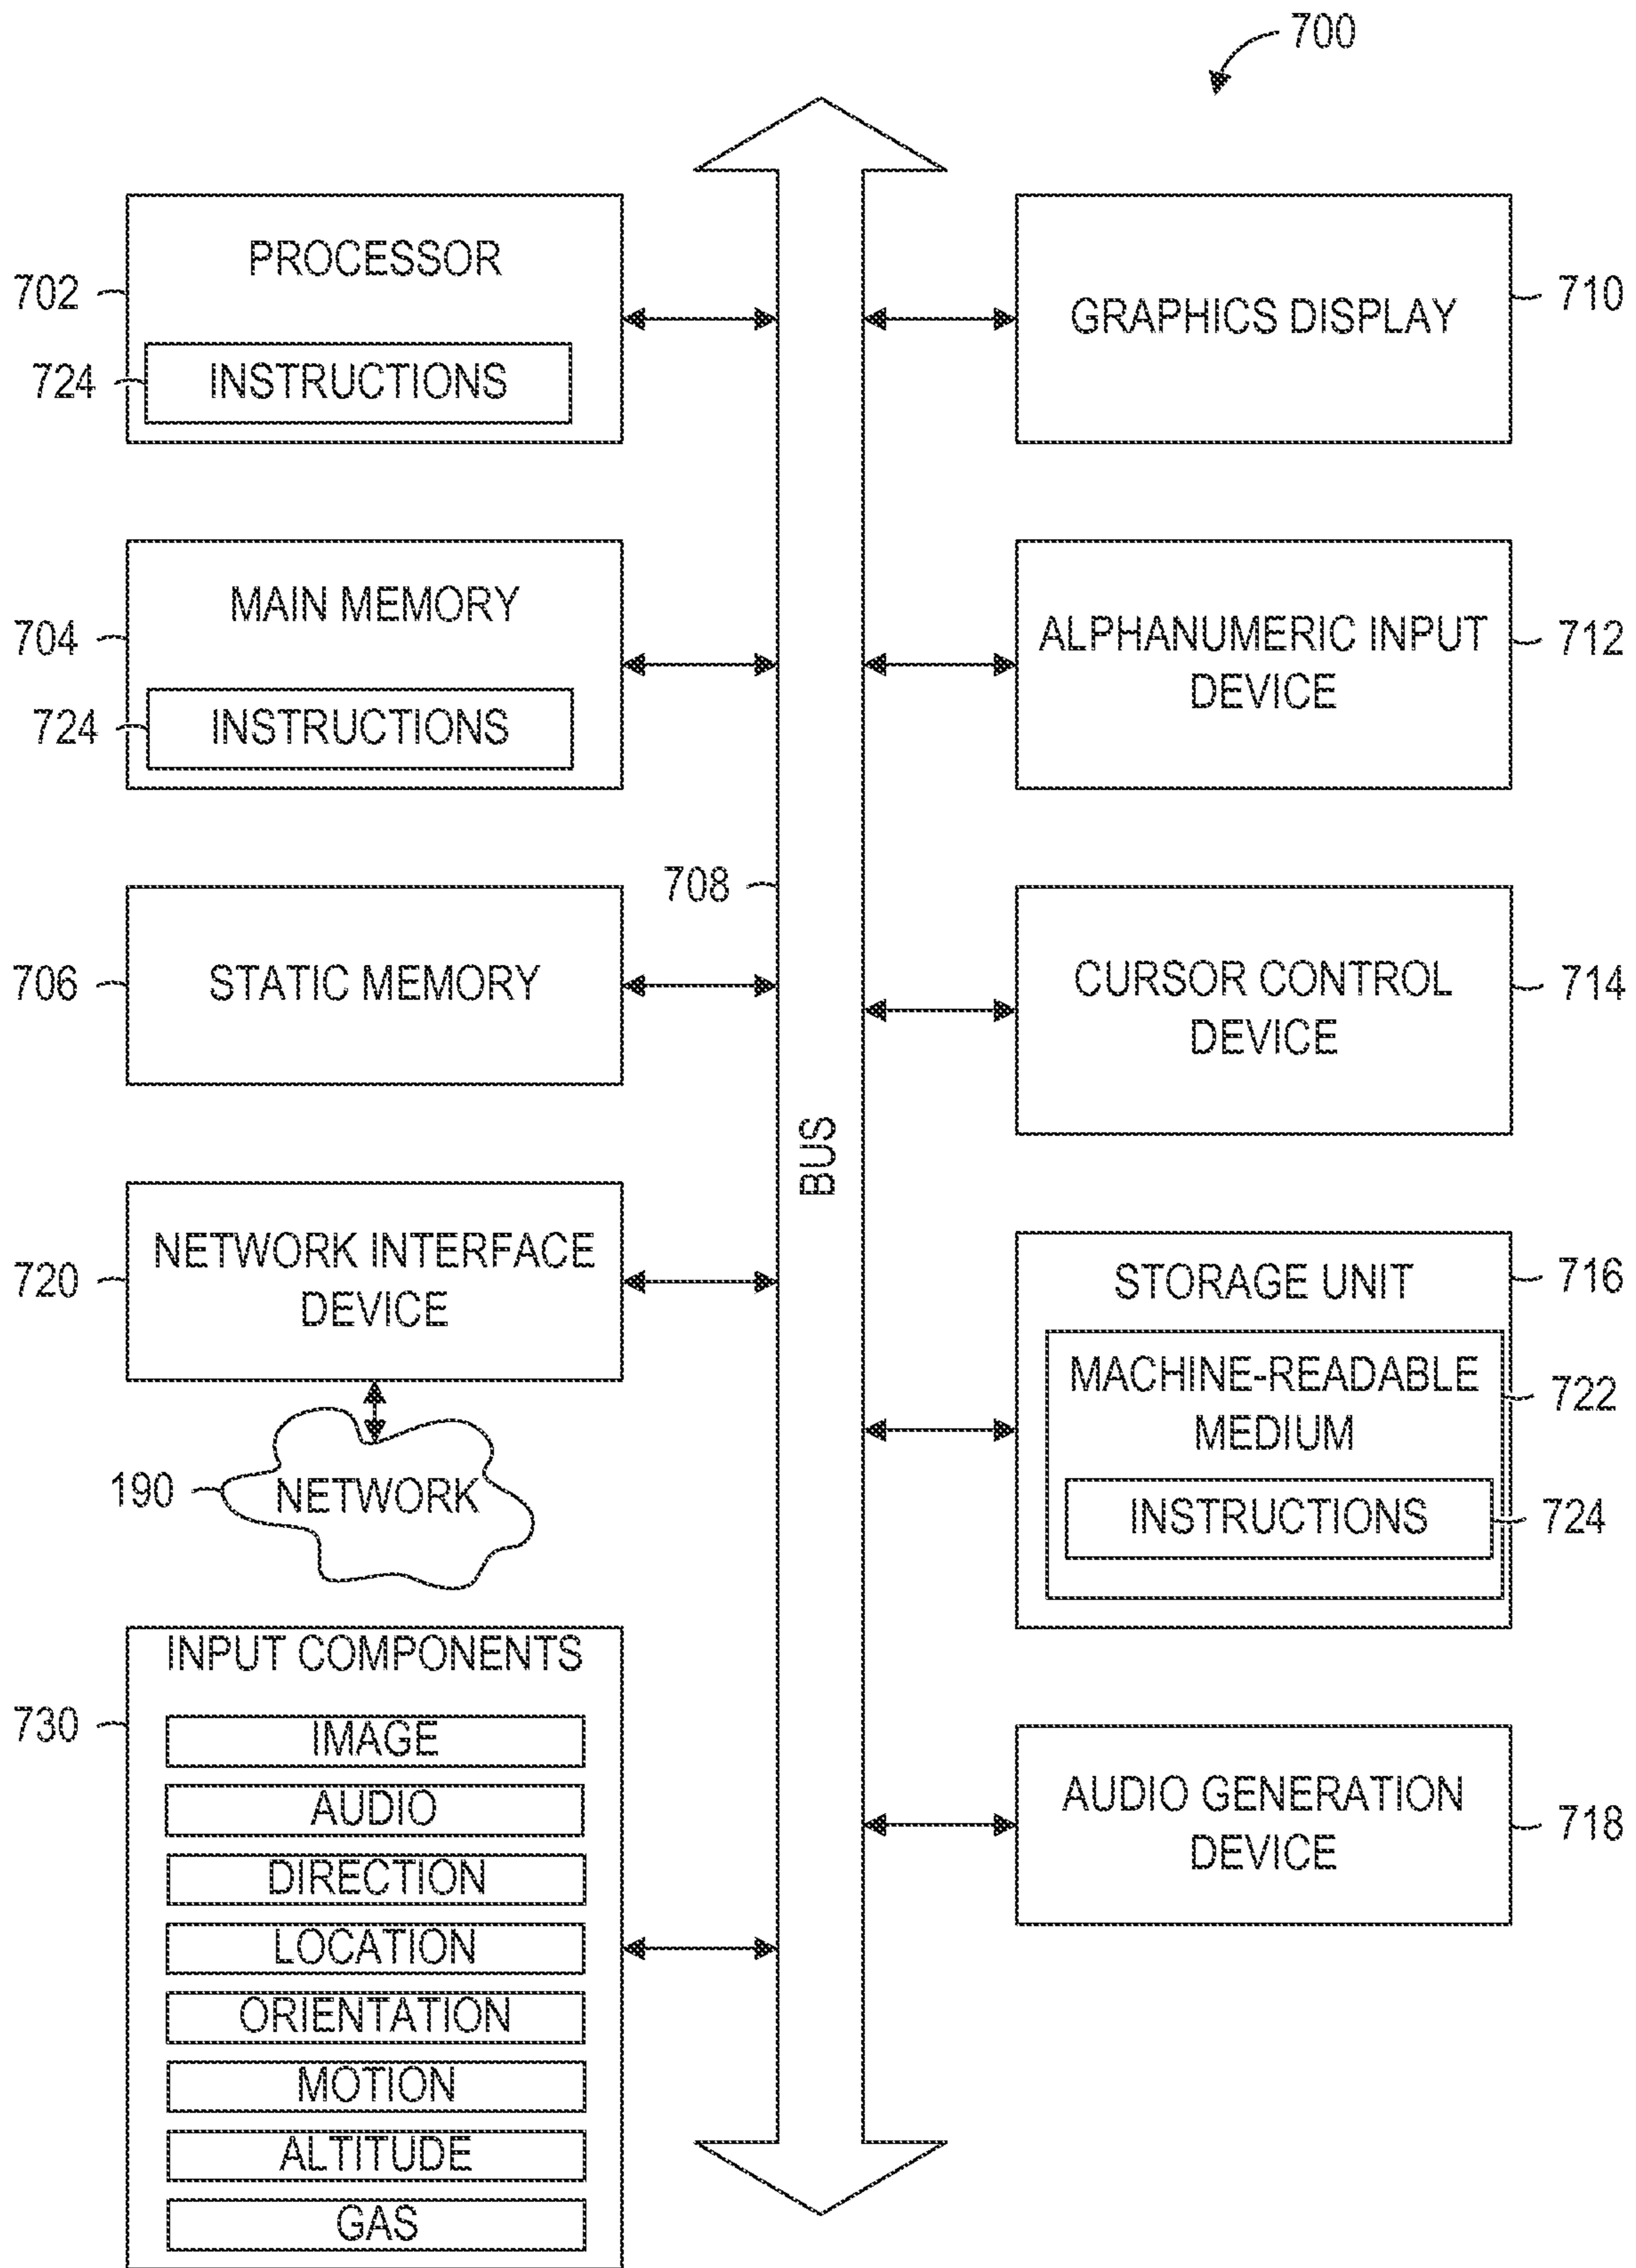 700
PROCESSOR
702
724
INSTRUCTIONS
MAIN MEMORY
704
724
INSTRUCTIONS
706
STATIC MEMORY
720
NETWORK INTERFACE
DEVICE
190
NETWORK
INPUT COMPONENTS
730
IMAGE
AUDIO
DIRECTION
LOCATION
ORIENTATION
MOTION
ALTITUDE
GAS
708
BUS
GRAPHICS DISPLAY
710
ALPHANUMERIC INPUT
DEVICE
712
CURSOR CONTROL
DEVICE
714
STORAGE UNIT
716
MACHINE-READABLE
MEDIUM
722
INSTRUCTIONS
724
AUDIO GENERATION
DEVICE
718